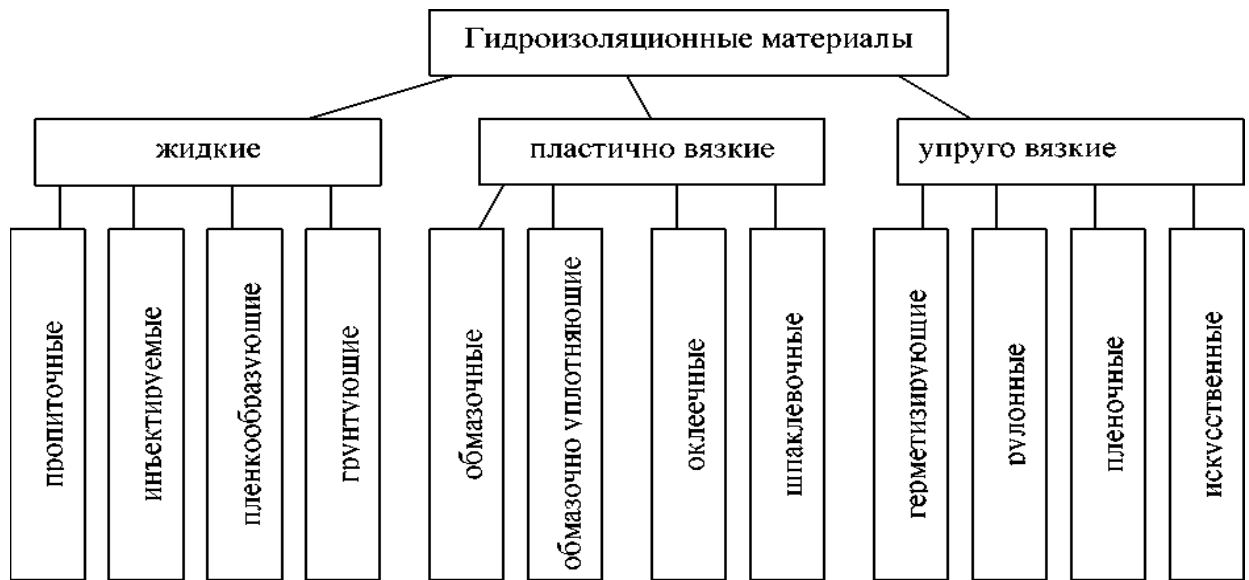 Гидроизоляционные материалы
жидкие
пластично вязкие
упруго вязкие
пропиточные
инъектируемые
пленкообразующие
грунтующие
обмазочные
обмазочно уплотняющие
оклеечные
шпаклевочные
герметизирующие
рулонные
пленочные
искусственные